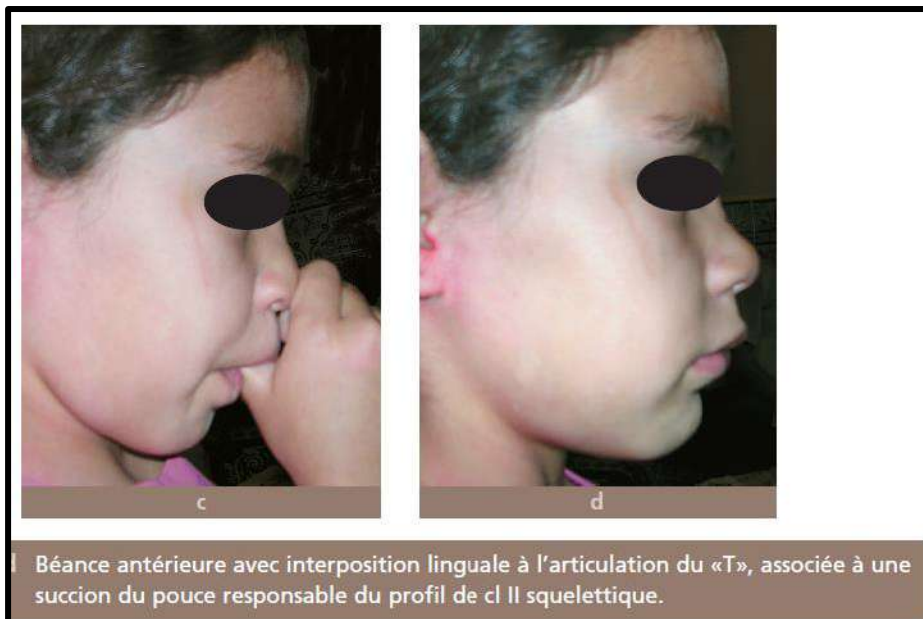 c
d
Béance antérieure avec interposition linguale à l'articulation du «T», associée à une
succion du pouce responsable du profil de cl II squelettique.